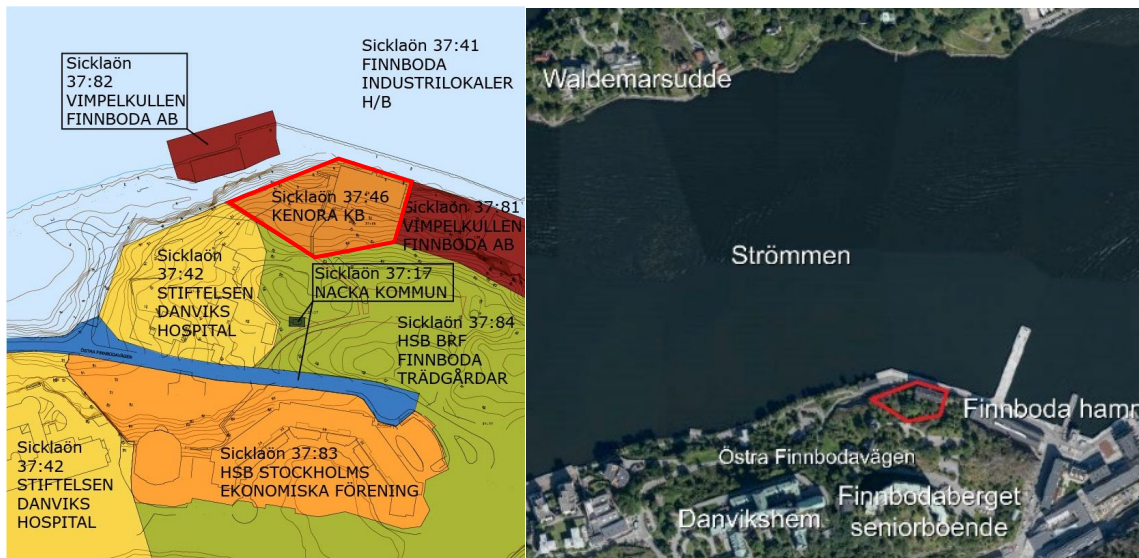 Sicklaön
37:82
VIMPELKULLEN
FINNBODA AB
Sicklaön 37:41
FINNBODA
INDUSTRILOKALER
H/B
Sicklaön 37:46
KENORA KB
Sicklaön 37:81
VIMPELKULLEN
FINNBODA AB
Sicklaön
37:42
STIFTELSEN
DANVIKS
HOSPITAL
Sicklaön 37:17
NACKA KOMMUN
Sicklaön 37:84
HSB BRF
FINNBODA
TRÄDGÅRDAR
ÖSTRA FINNBODAVÄGEN
Sicklaön
37:42
STIFTELSEN
DANVIKS
HOSPITAL
Sicklaön 37:83
HSB STOCKHOLMS
EKONOMISKA FÖRENING
Waldemarsudde
Strömmen
Finnboda hamn
Östra Finnbodavägen
Danvikshem
Finnbodaberget
seniorboende